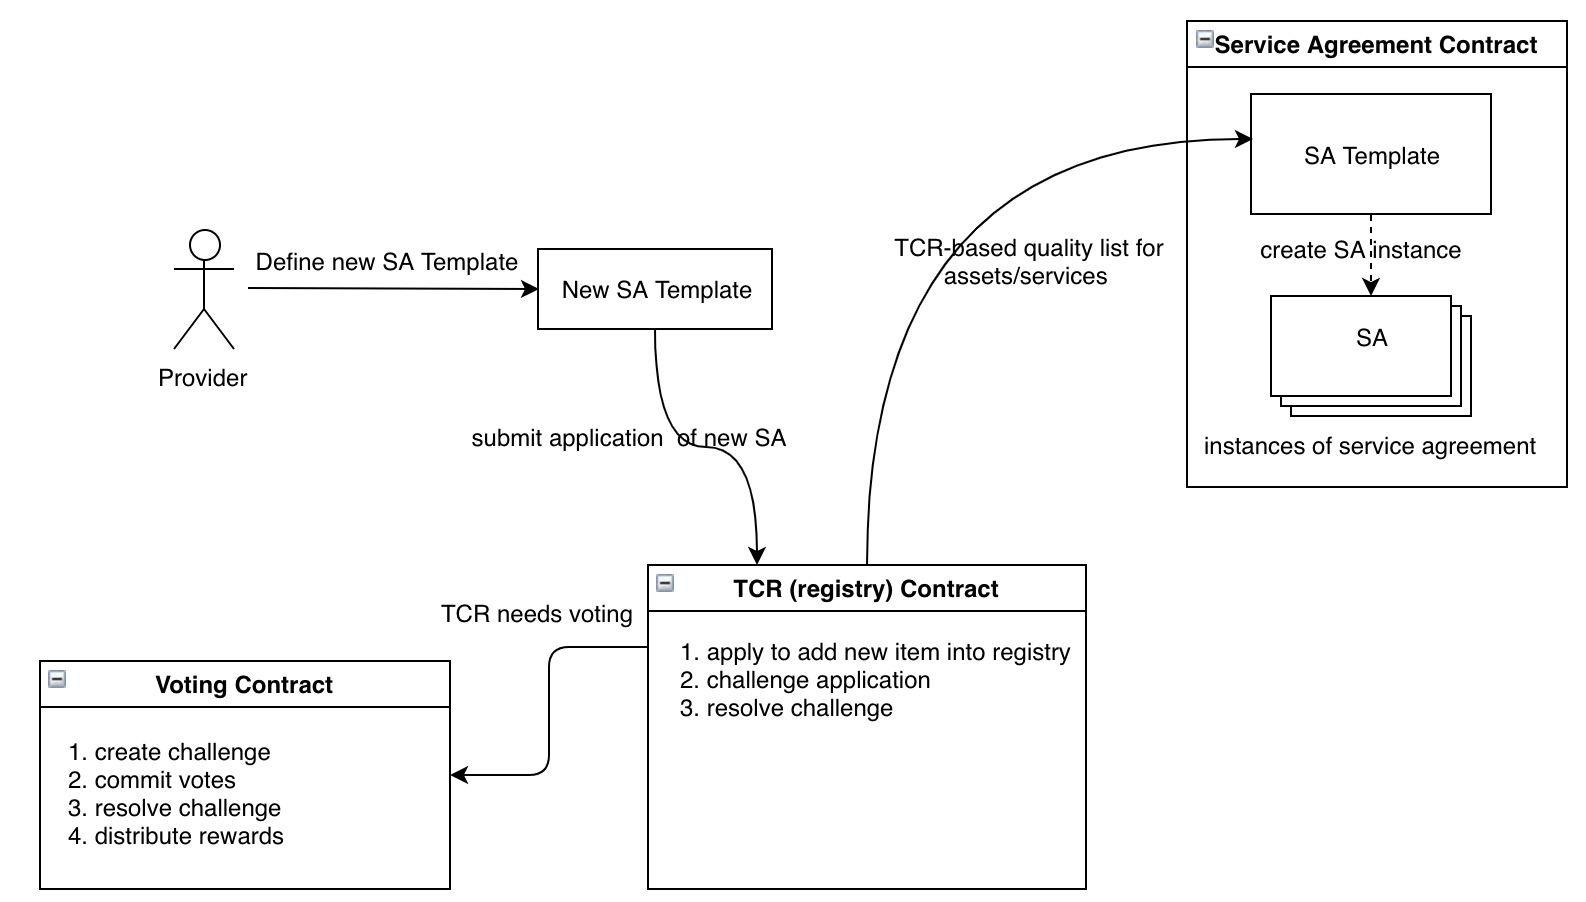 Service Agreement Contract
SA Template
create SA instance
SA
instances of service agreement
TCR-based quality list for
assets/services
Define new SA Template
New SA Template
Provider
submit application  of new SA
TCR (registry) Contract
1. apply to add new item into registry
2. challenge application
3. resolve challenge
TCR needs voting
Voting Contract
1. create challenge
2. commit votes
3. resolve challenge
4. distribute rewards